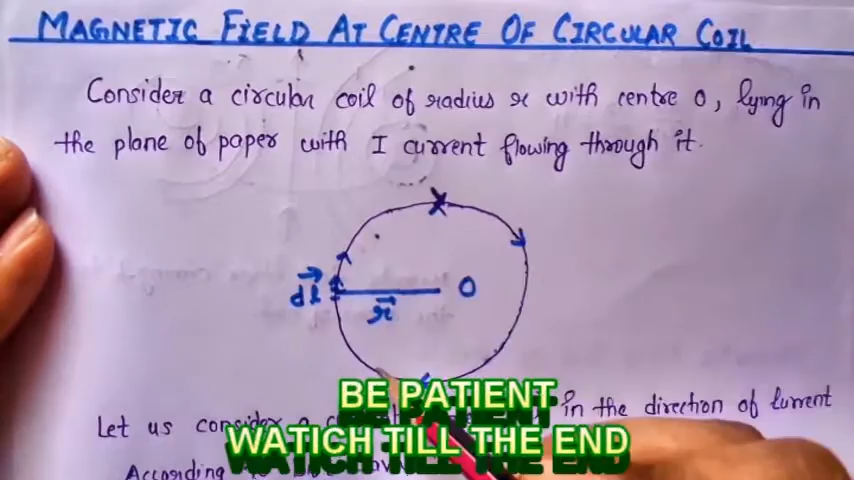 MAGNETIC FIELD AT CENTRE OF CIRCULAR COIL
Consider a circular coil of radius r with centre O, lying in
the plane of paper with I current flowing through it.
dl
O
r
BE PATIENT
WATICH TILL THE END
Let us consider a in the direction of current
According